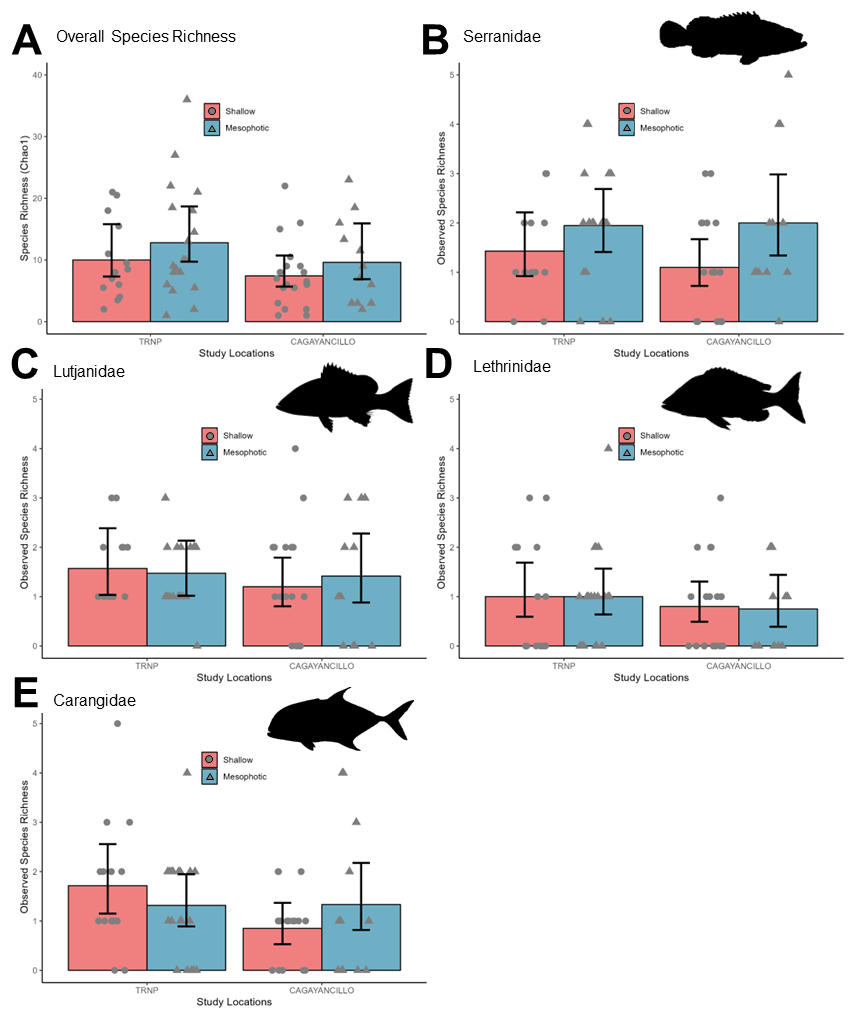 A Overall Species Richness
Species Richness (Chao1)
40
30
20
10
0
Shallow
Mesophotic
TRNP CAGAYANCILLO
Study Locations
B Serranidae
Observed Species Richness
5
4
3
2
1
0
Shallow
Mesophotic
TRNP CAGAYANCILLO
Study Locations
C Lutjanidae
Observed Species Richness
5
4
3
2
1
0
Shallow
Mesophotic
TRNP CAGAYANCILLO
Study Locations
D Lethrinidae
Observed Species Richness
5
4
3
2
1
0
Shallow
Mesophotic
TRNP CAGAYANCILLO
Study Locations
E Carangidae
Observed Species Richness
5
4
3
2
1
0
Shallow
Mesophotic
TRNP CAGAYANCILLO
Study Locations